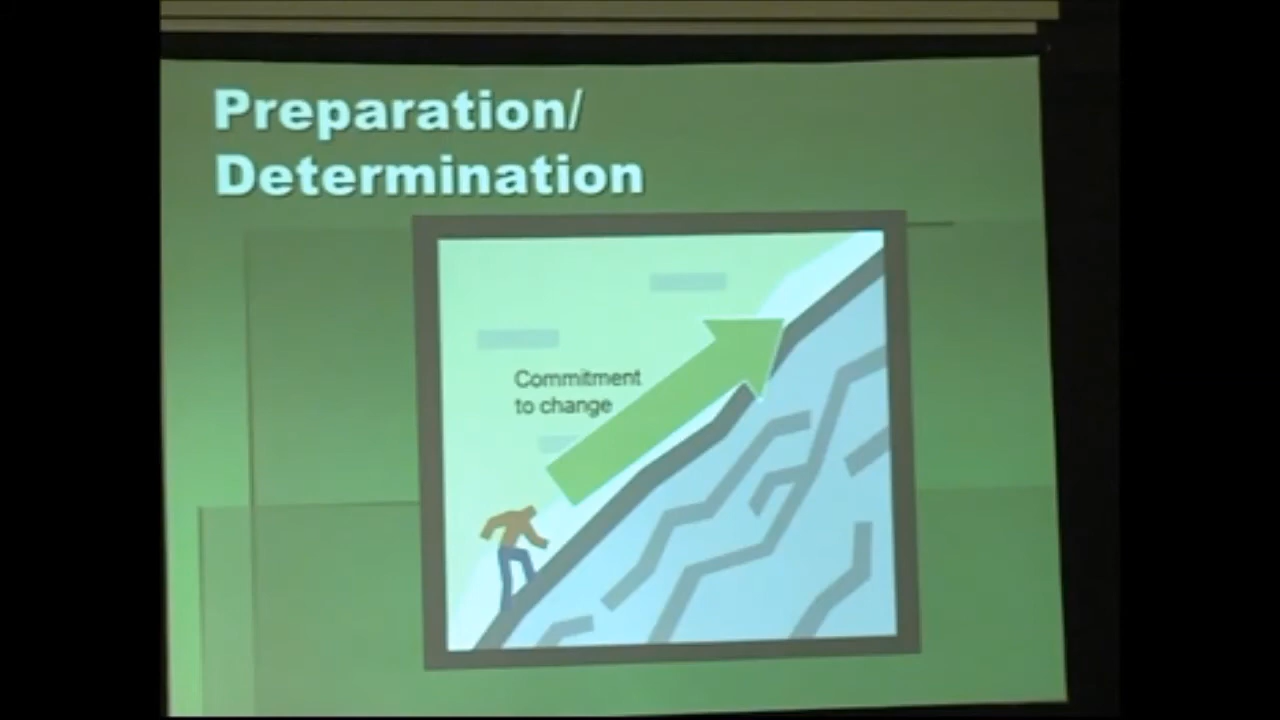 Preparation/
Determination
Commitment
to change